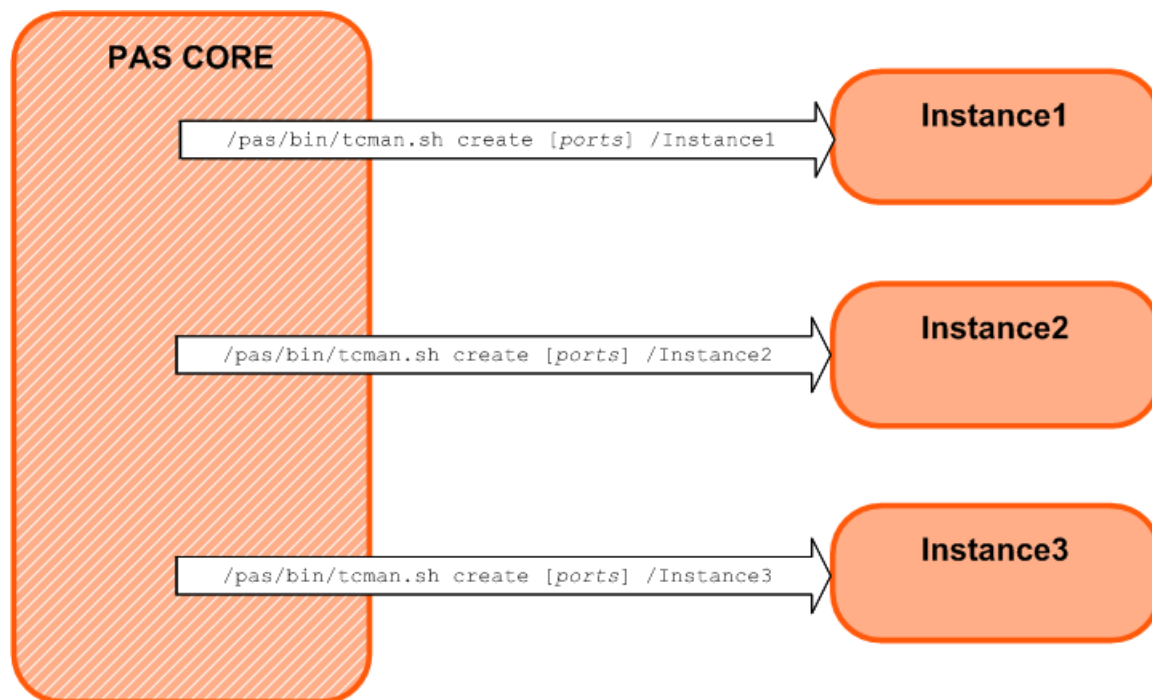 PAS CORE
/pas/bin/tcman.sh create [ports] /Instance1
Instance1
/pas/bin/tcman.sh create [ports] /Instance2
Instance2
/pas/bin/tcman.sh create [ports] /Instance3
Instance3